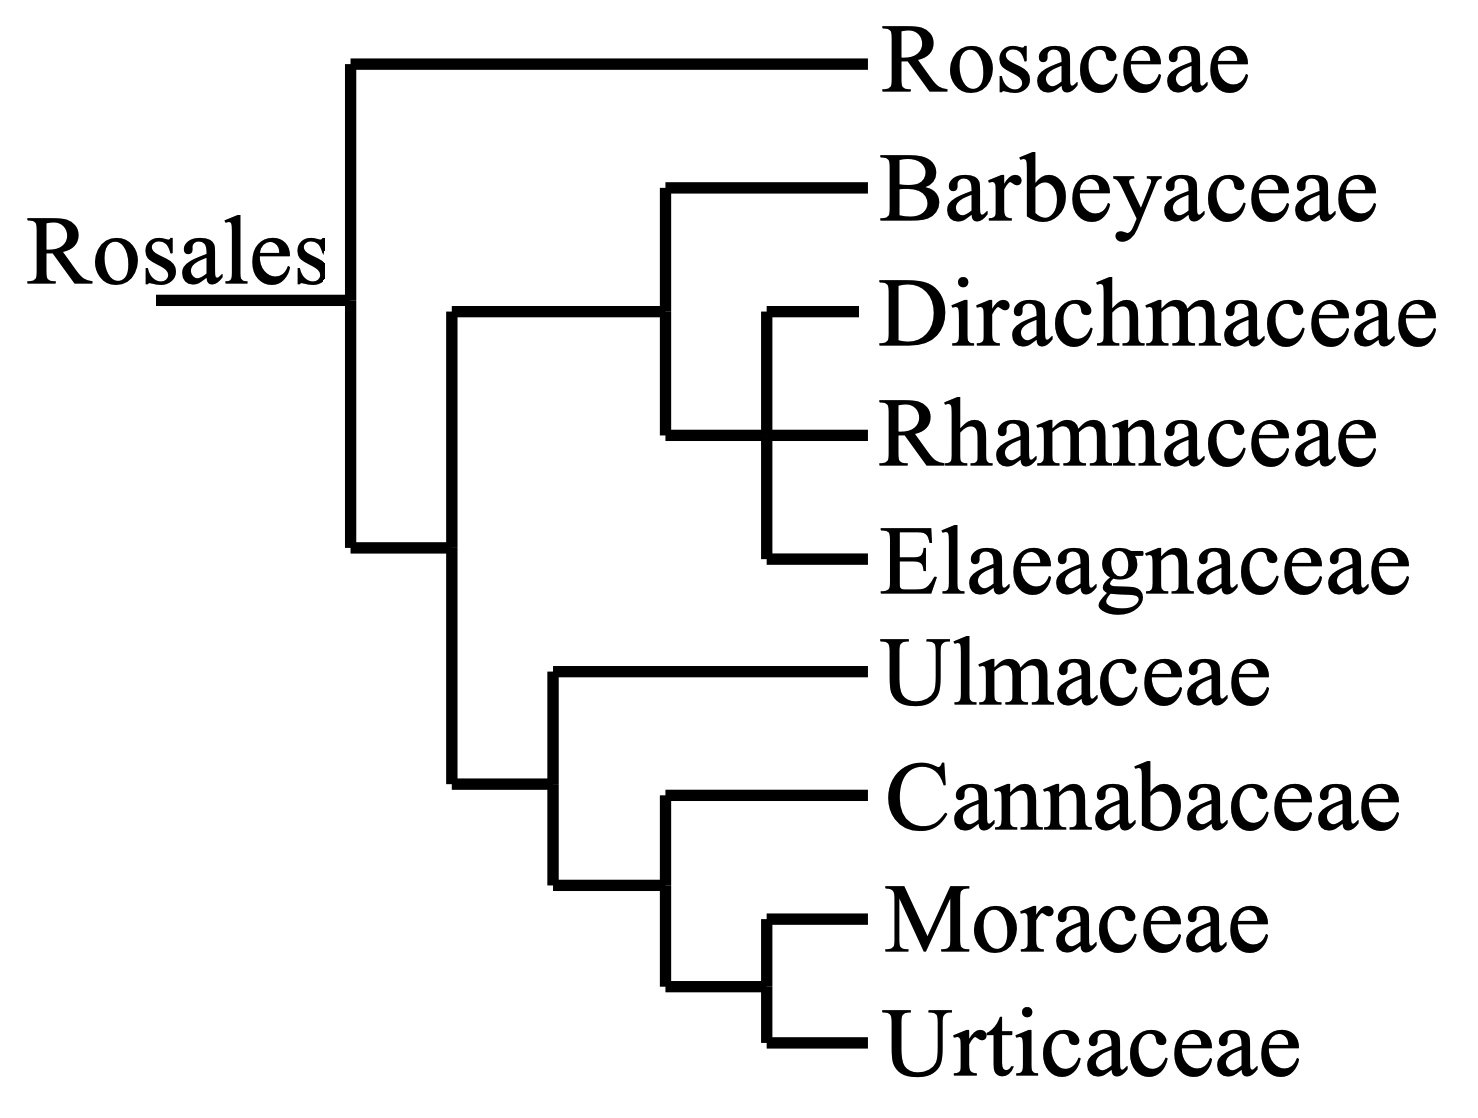 Rosaceae
Barbeyaceae
Rosales
Dirachmaceae
Rhamnaceae
Elaeagnaceae
Ulmaceae
Cannabaceae
Moraceae
Urticaceae